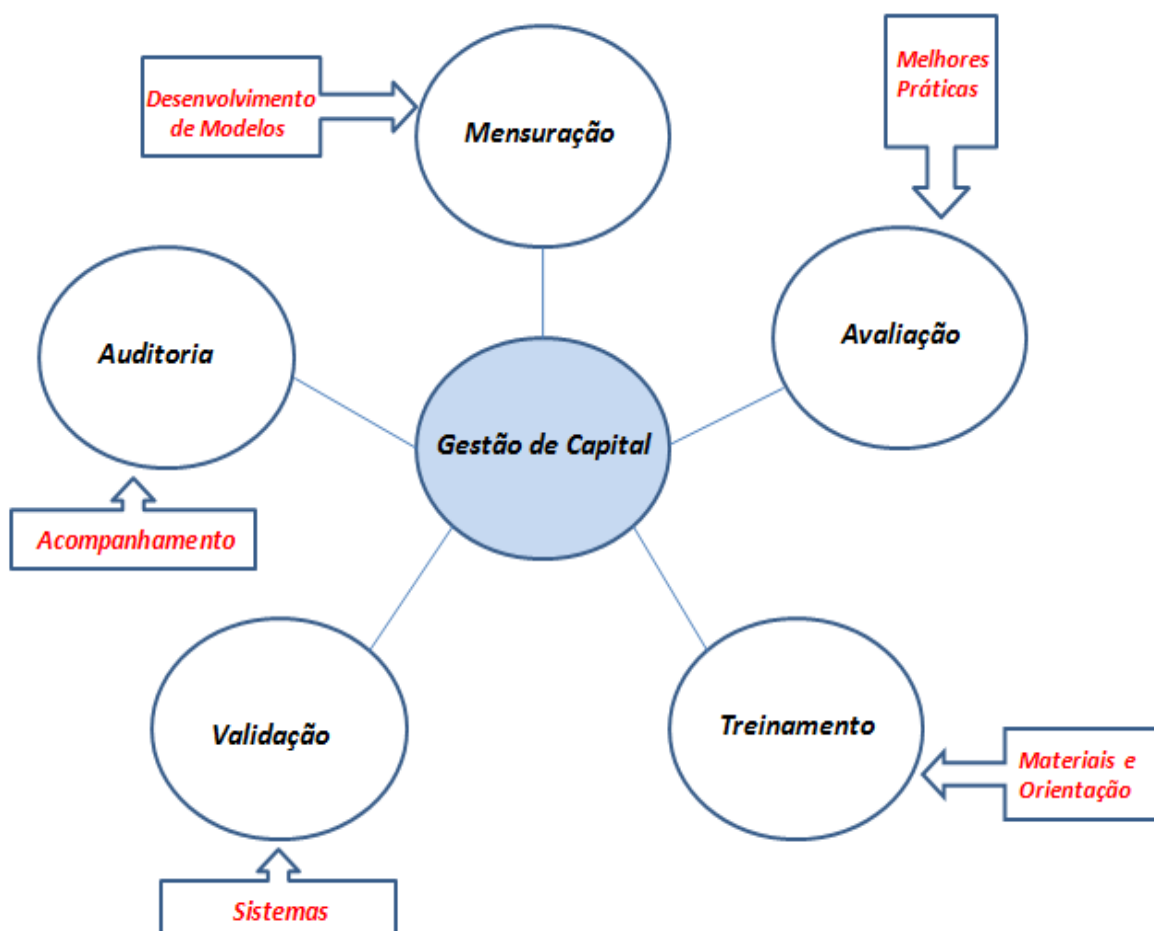 Melhores
Práticas
Desenvolvimento
de Modelos
Mensuração
Avaliação
Auditoria
Gestão de Capital
Acompanhamento
Validação
Treinamento
Materiais e
Orientação
Sistemas